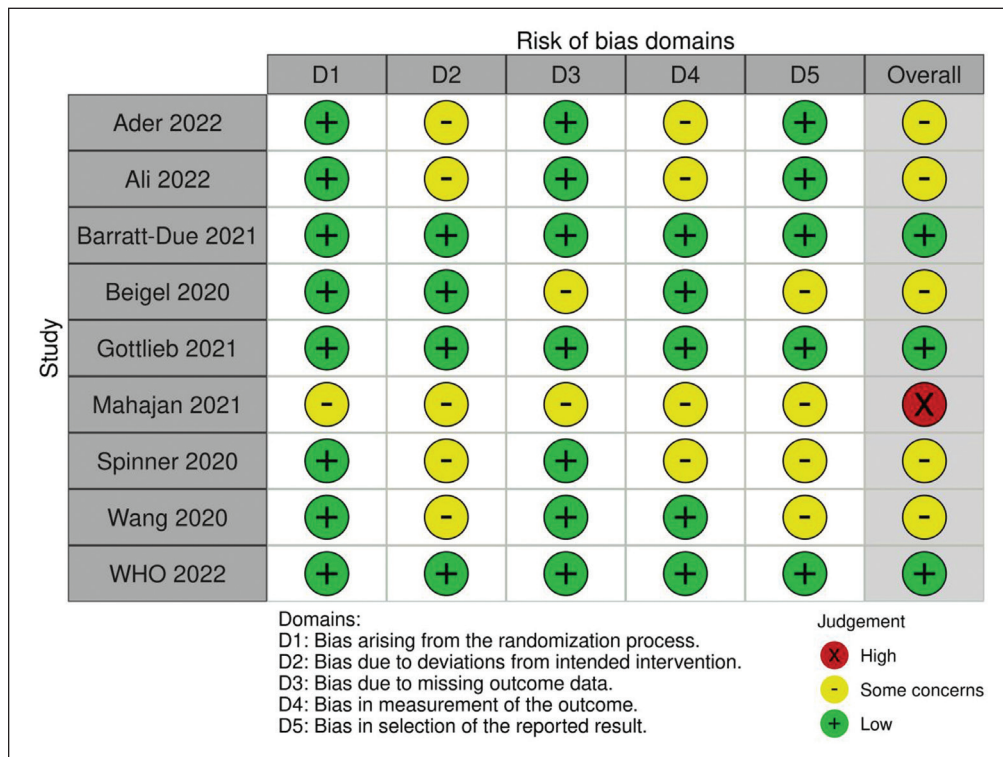 Risk of bias domains
D1 D2 D3 D4 D5 Overall
Study
Ader 2022 + - + - + -
Ali 2022 + - + - + -
Barratt-Due 2021 + + + + + +
Beigel 2020 + + - + - -
Gottlieb 2021 + + + + + +
Mahajan 2021 - - - - - X
Spinner 2020 + - + - - -
Wang 2020 + - + + - -
WHO 2022 + + + + + +
Domains:
D1: Bias arising from the randomization process.
D2: Bias due to deviations from intended intervention.
D3: Bias due to missing outcome data.
D4: Bias in measurement of the outcome.
D5: Bias in selection of the reported result.
Judgement
X High
- Some concerns
+ Low